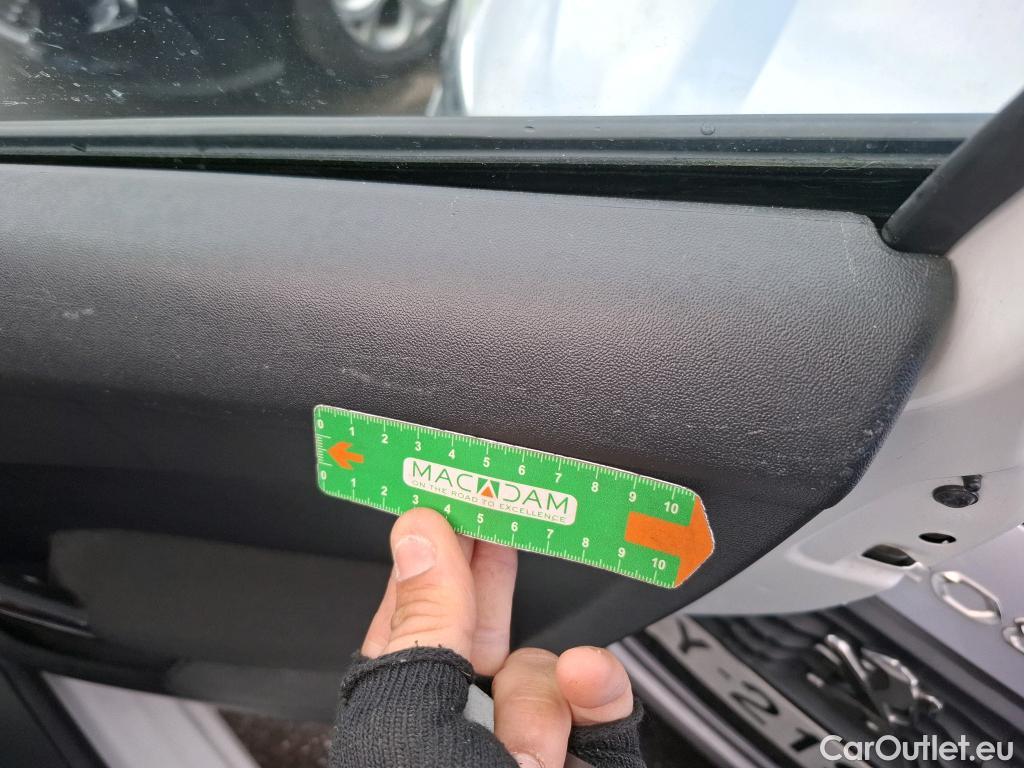 0 1 2 3 4 5 6 7 8 9 10
MACADAM
ON THE ROAD TO EXCELLENCE
0 1 2 3 4 5 6 7 8 9 10
Y-21
CarOutlet.eu